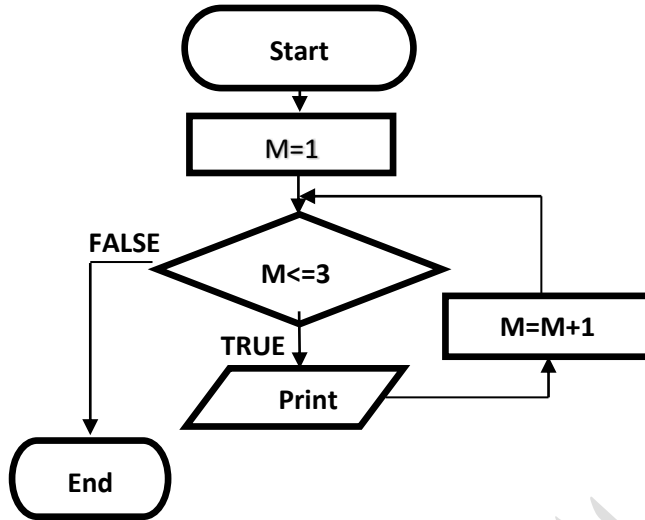 Start
M=1
FALSE
M<=3
M=M+1
TRUE
Print
End